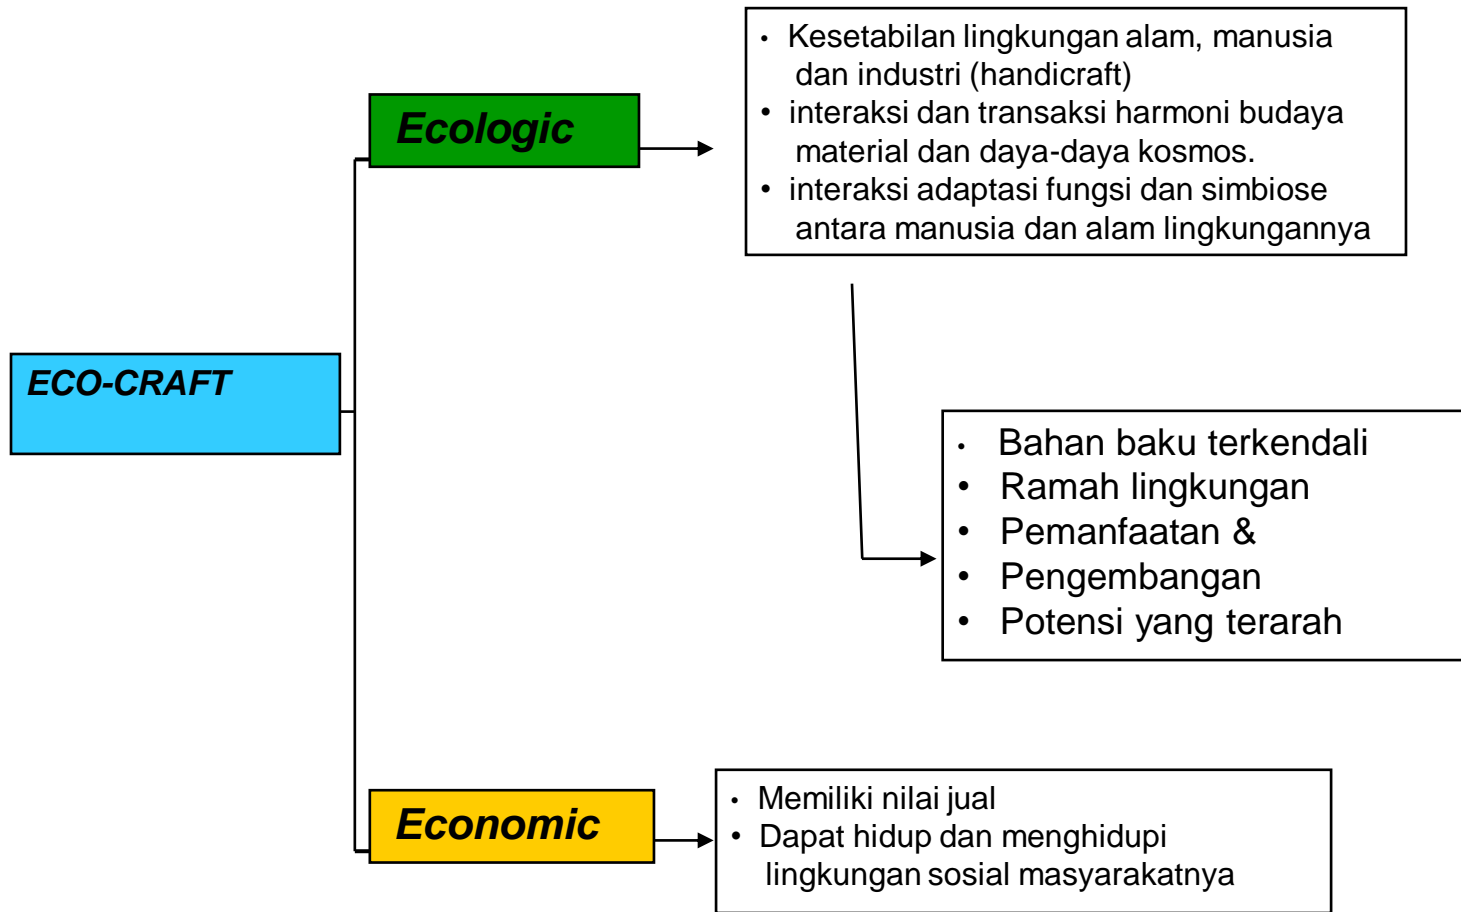 • Kesetabilan lingkungan alam, manusia
dan industri (handicraft)
• interaksi dan transaksi harmoni budaya
material dan daya-daya kosmos.
• interaksi adaptasi fungsi dan simbiose
antara manusia dan alam lingkungannya
Ecologic
ECO-CRAFT
• Bahan baku terkendali
• Ramah lingkungan
• Pemanfaatan &
• Pengembangan
• Potensi yang terarah
Economic
• Memiliki nilai jual
• Dapat hidup dan menghidupi
lingkungan sosial masyarakatnya